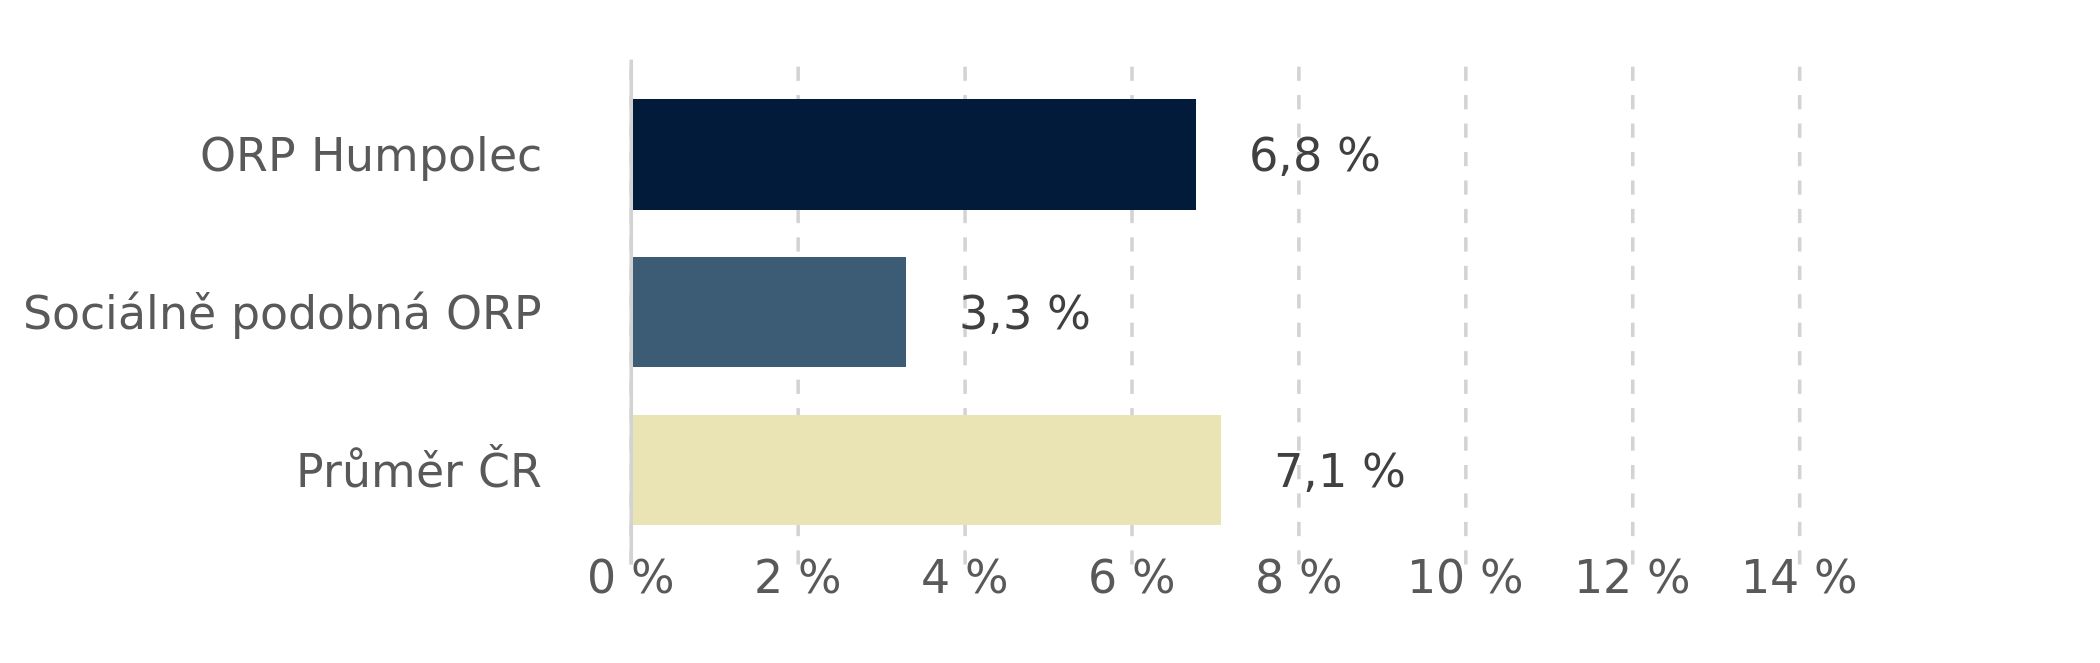 ORP Humpolec 6,8 %
Sociálně podobná ORP 3,3 %
Průměr ČR 7,1 %
0 % 2 % 4 % 6 % 8 % 10 % 12 % 14 %